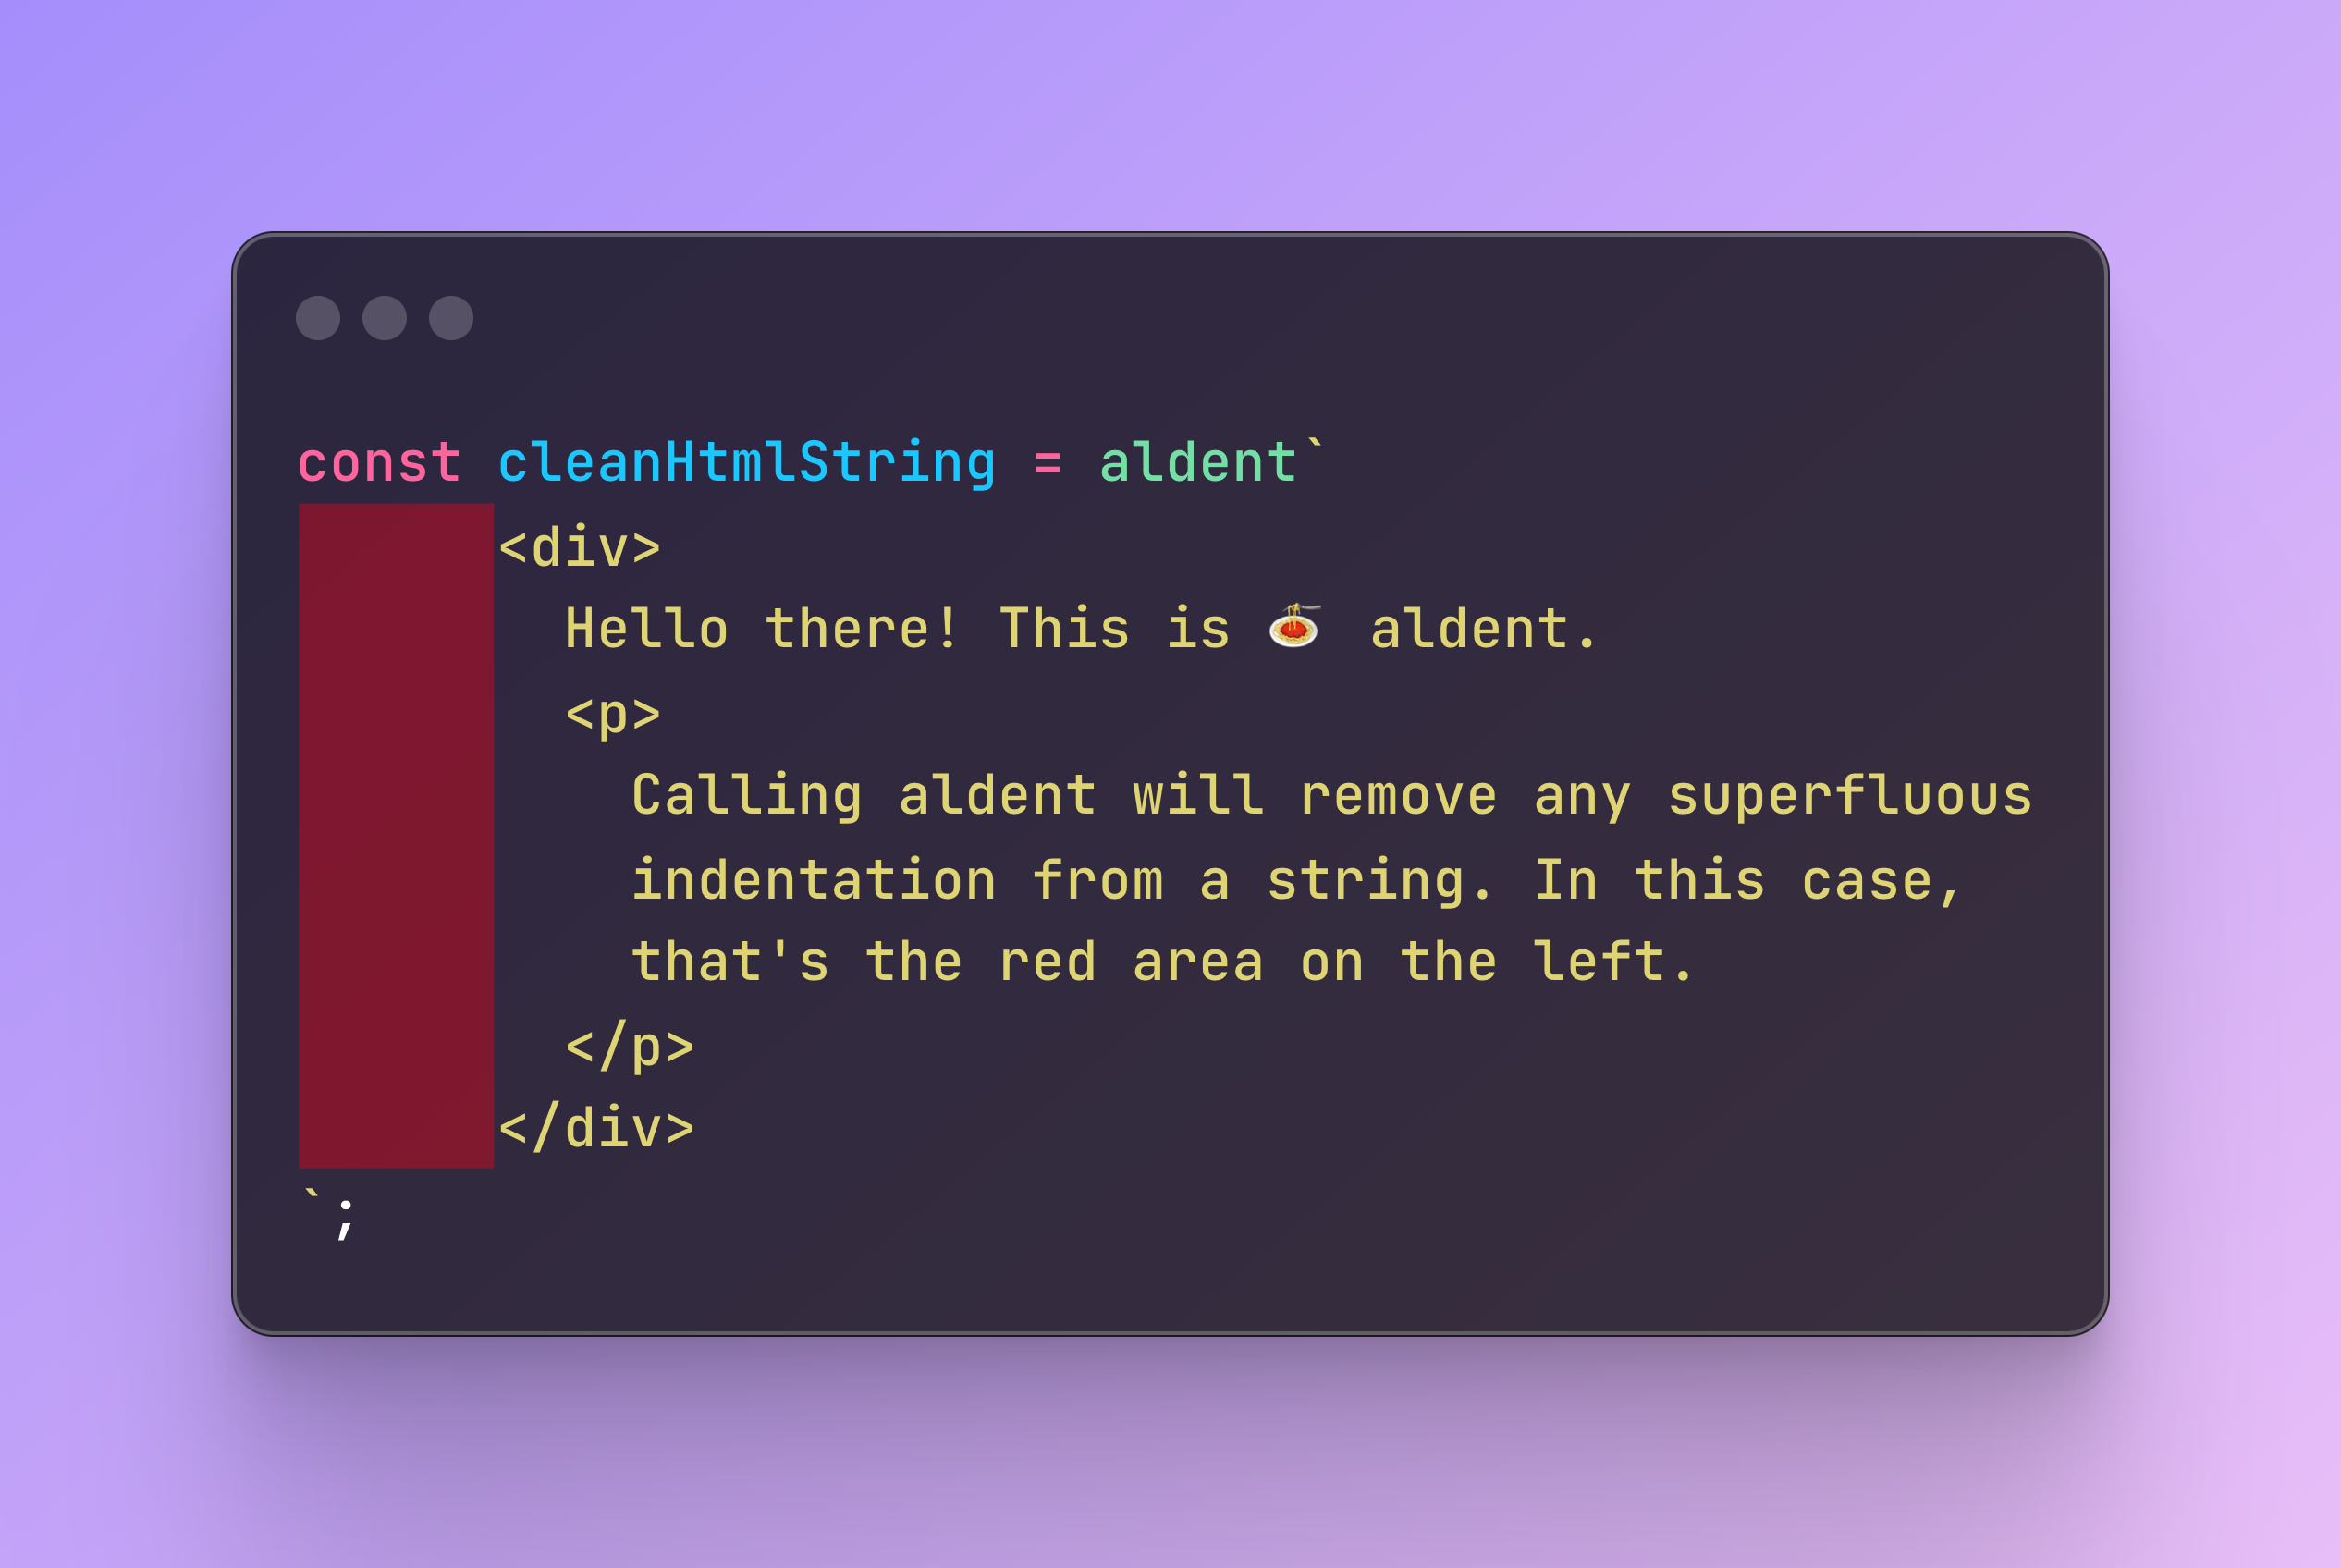 const cleanHtmlString = aldent`
      <div>
        Hello there! This is 🍝 aldent.
        <p>
          Calling aldent will remove any superfluous
          indentation from a string. In this case,
          that's the red area on the left.
        </p>
      </div>
`;